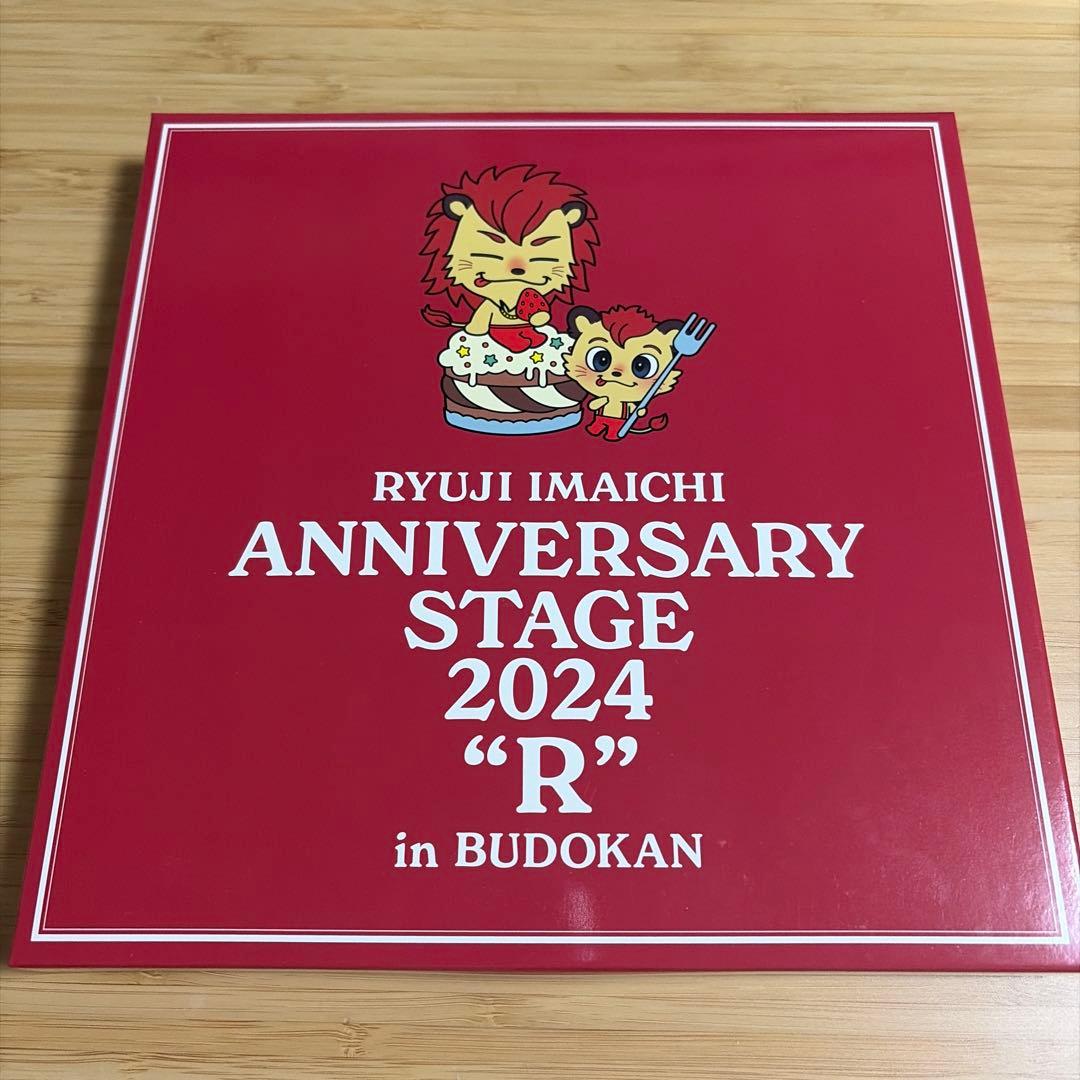 RYUJI IMAICHI
ANNIVERSARY
STAGE
2024
“R”
in BUDOKAN